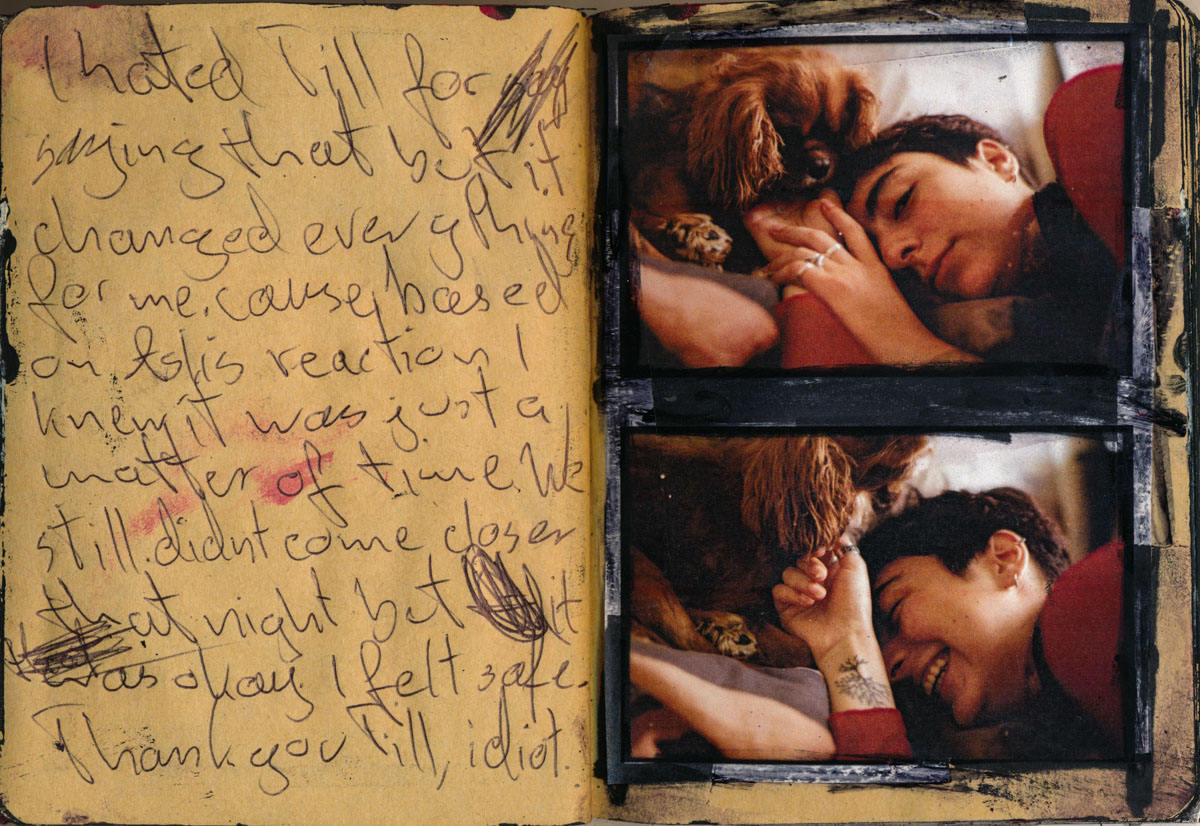 I hated Till for
saying that but it
changed everything
for me. cause, based
on this reaction I
knew it was just a
matter of time. We
still didnt come closer
that night but it
was okay. I felt safe.
Thank you Till, idiot.